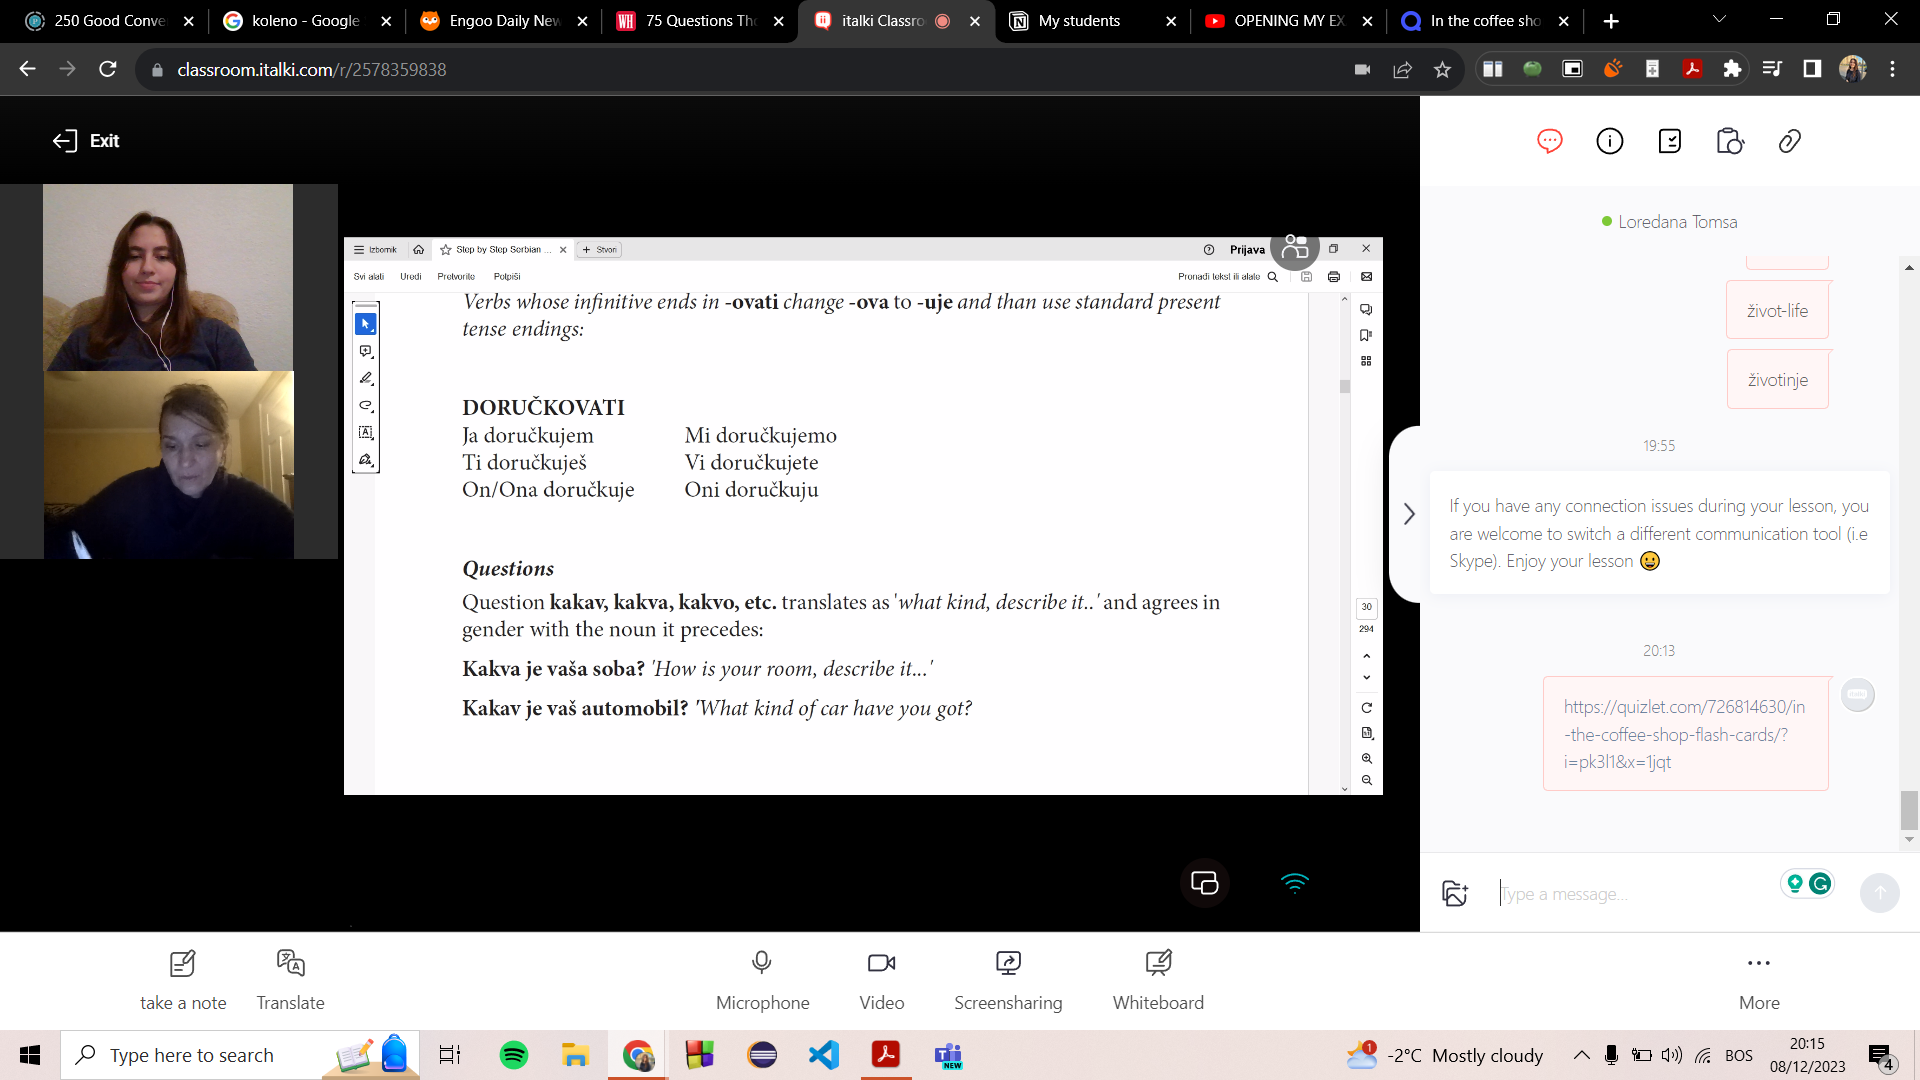 250 Good Conve
koleno - Google
Engoo Daily New
75 Questions Th
italki Classro
My students
OPENING MY EX
In the coffee sho
classroom.italki.com/r/2578359838
Exit
Loredana Tomsa
život-life
životinje
19:55
If you have any connection issues during your lesson, you
are welcome to switch a different communication tool (i.e
Skype). Enjoy your lesson 😀
20:13
https://quizlet.com/726814630/in
-the-coffee-shop-flash-cards/?
i=pk3l1&x=1jqt
Type a message...
Izbornik
Step by Step Serbian ...
+ Stvori
Prijava
Svi alati
Uredi
Pretvorite
Potpiši
Pronađi tekst ili alate
Verbs whose infinitive ends in -ovati change -ova to -uje and than use standard present
tense endings:
DORUČKOVATI
Ja doručkujem Mi doručkujemo
Ti doručkuješ Vi doručkujete
On/Ona doručkuje Oni doručkuju
Questions
Question kakav, kakva, kakvo, etc. translates as 'what kind, describe it..' and agrees in
gender with the noun it precedes:
Kakva je vaša soba? 'How is your room, describe it...'
Kakav je vaš automobil? 'What kind of car have you got?
30
294
take a note
Translate
Microphone
Video
Screensharing
Whiteboard
More
Type here to search
NEW
1
-2°C Mostly cloudy
BOS
20:15
08/12/2023
4